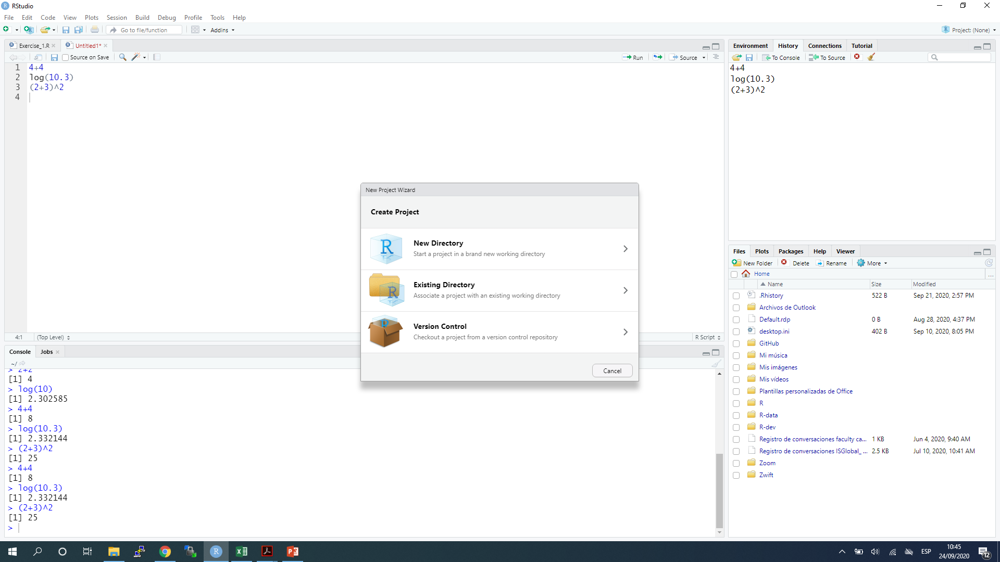 RStudio
File Edit Code View Plots Session Build Debug Profile Tools Help
Go to file/function Addins Project: (None)
Exercise_1.R Untitled1*
Source on Save Run Source
1 4+4
2 log(10.3)
3 (2+3)^2
4
4:1 (Top Level) R Script
Console Jobs
~/
> 2+2
[1] 4
> log(10)
[1] 2.302585
> 4+4
[1] 8
> log(10.3)
[1] 2.332144
> (2+3)^2
[1] 25
> 4+4
[1] 8
> log(10.3)
[1] 2.332144
> (2+3)^2
[1] 25
>
New Project Wizard
Create Project
New Directory
Start a project in a brand new working directory
Existing Directory
Associate a project with an existing working directory
Version Control
Checkout a project from a version control repository
Cancel
Environment History Connections Tutorial
To Console To Source
4+4
log(10.3)
(2+3)^2
Files Plots Packages Help Viewer
New Folder Delete Rename More
Home ...
Name Size Modified
.Rhistory 522 B Sep 21, 2020, 2:57 PM
Archivos de Outlook
Default.rdp 0 B Aug 28, 2020, 4:37 PM
desktop.ini 402 B Sep 10, 2020, 8:05 PM
GitHub
Mi música
Mis imágenes
Mis vídeos
Plantillas personalizadas de Office
R
R-data
R-dev
Registro de conversaciones faculty ca... 1 KB Jun 4, 2020, 9:40 AM
Registro de conversaciones ISGlobal_ ... 2.5 KB Jul 10, 2020, 10:41 AM
Zoom
Zwift
ESP 10:45
24/09/2020 12